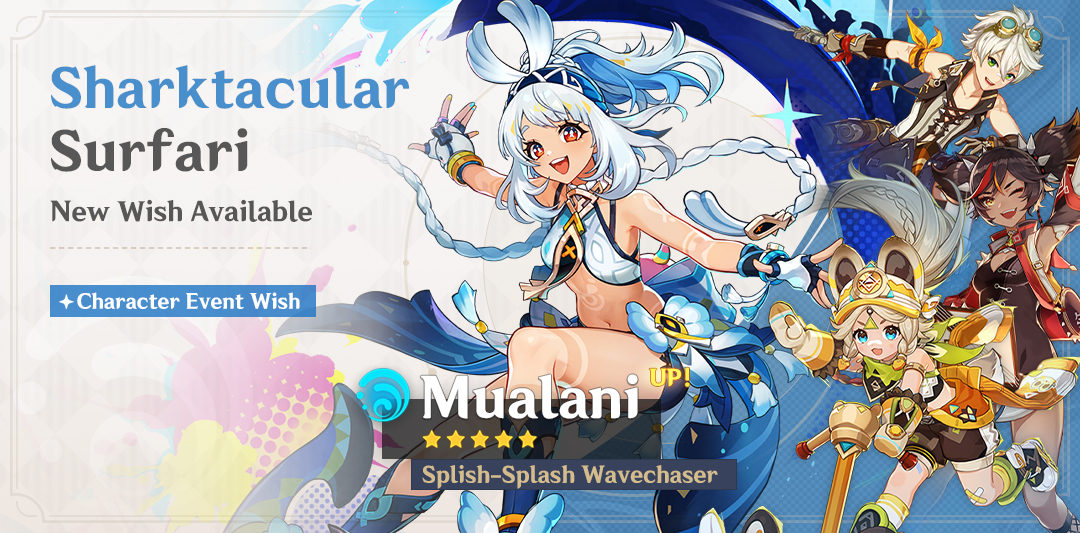 Sharktacular
Surfari
New Wish Available
Character Event Wish
Mualani UP!
Splish-Splash Wavechaser